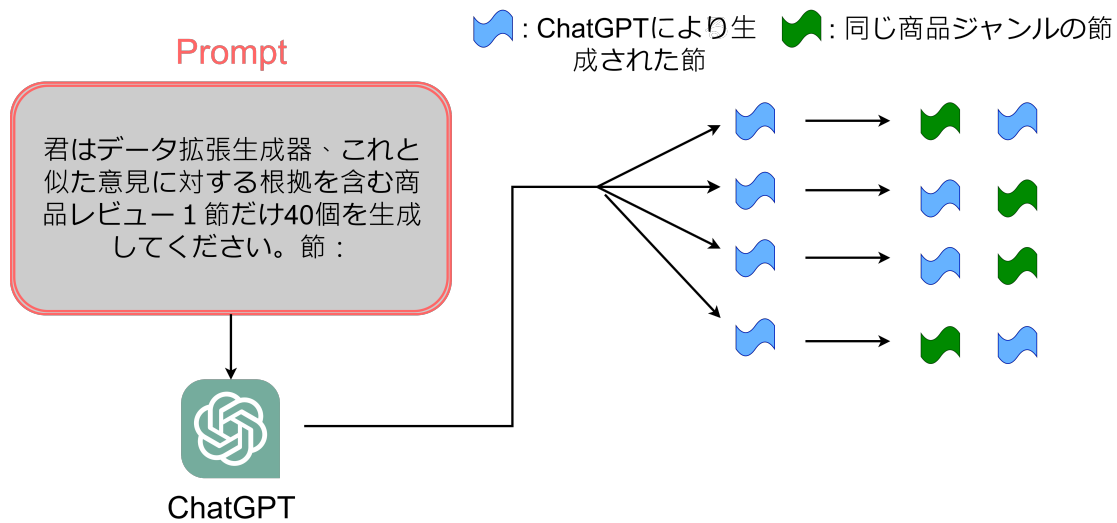 Prompt
君はデータ拡張生成器、これと
似た意見に対する根拠を含む商
品レビュー１節だけ40個を生成
してください。節：
ChatGPT
: ChatGPTにより生
成された節
: 同じ商品ジャンルの節